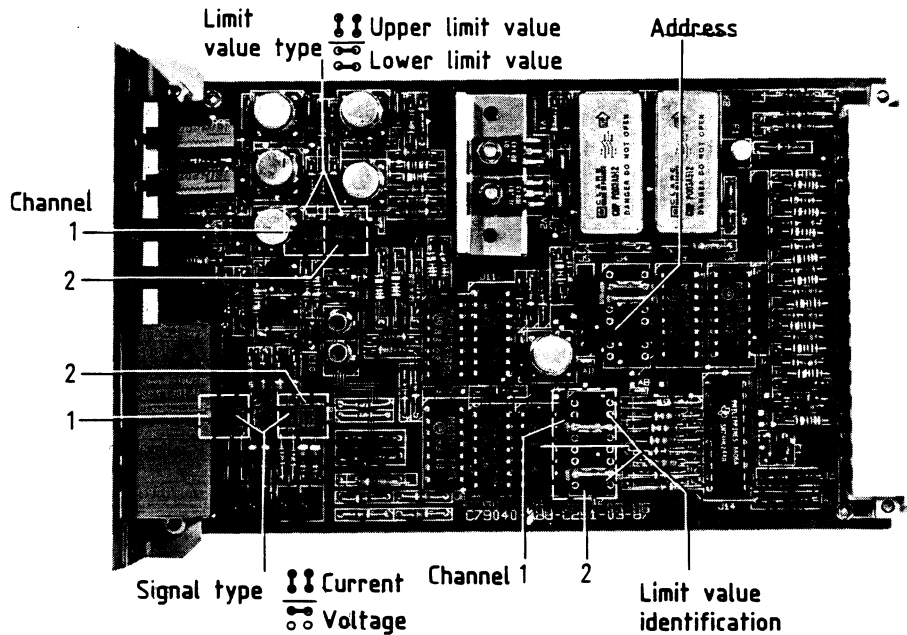 Limit
value type
Upper limit value
Lower limit value
Address
Channel
1
2
2
1
DANGER DO NOT OPEN
DANGER DO NOT OPEN
J14
Signal type
Current
Voltage
Channel 1
2
Limit value
identification